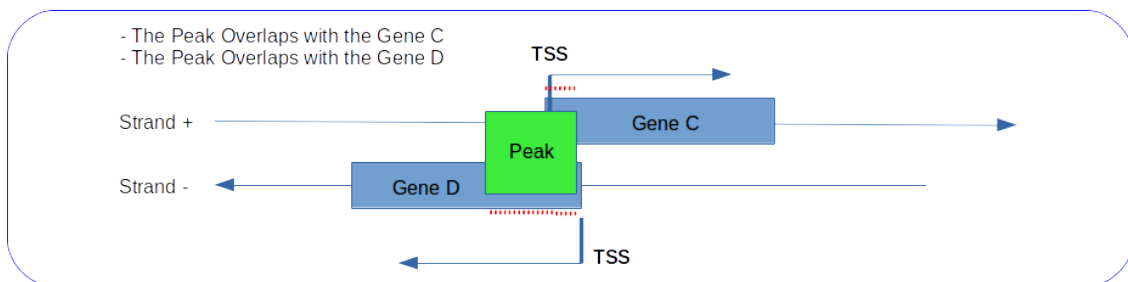 - The Peak Overlaps with the Gene C
- The Peak Overlaps with the Gene D
TSS
Strand +
Gene C
Peak
Strand -
Gene D
TSS